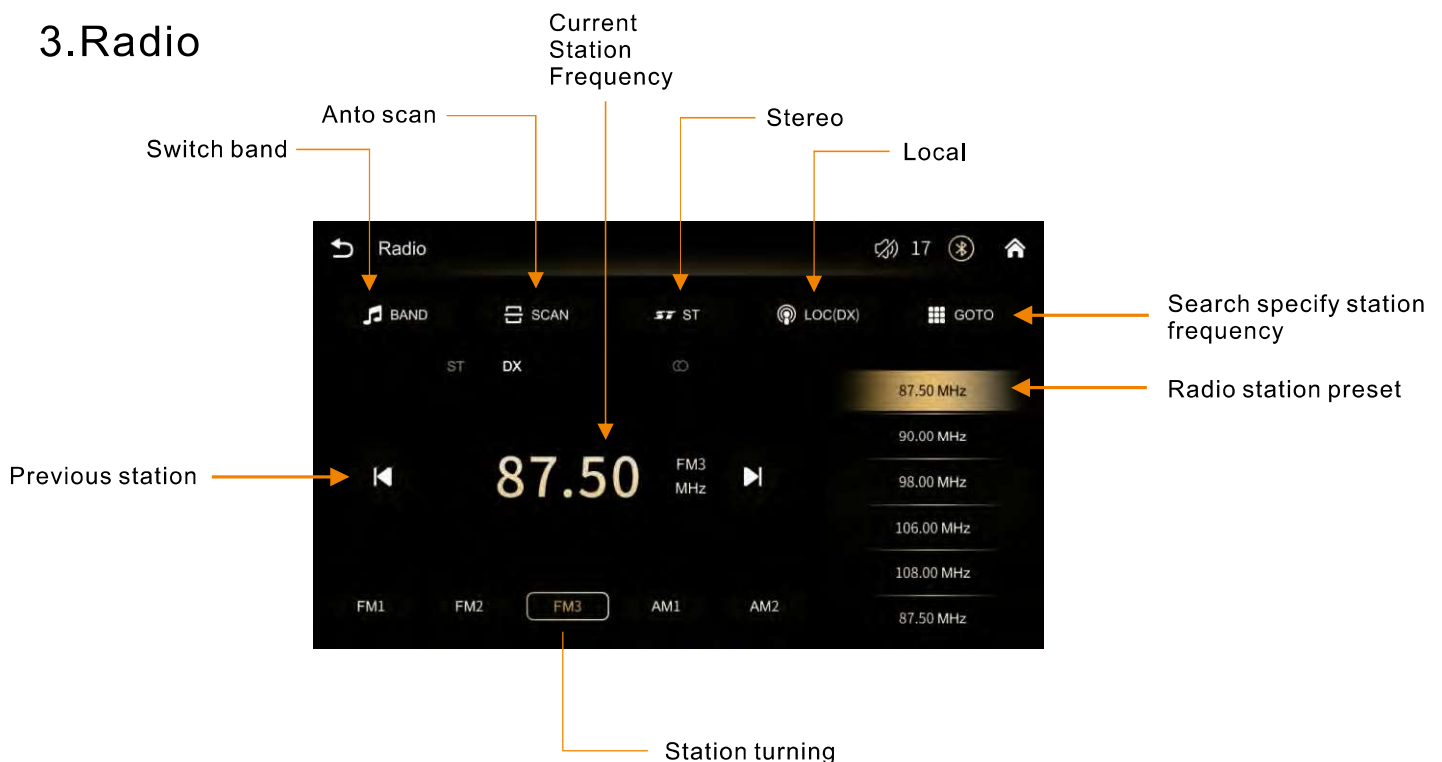 3.Radio
Current
Station
Frequency
Anto scan
Stereo
Switch band
Local
Radio
17
BAND
SCAN
ST ST
LOC(DX)
GOTO
Search specify station
frequency
ST
DX
87.50 MHz
Radio station preset
90.00 MHz
Previous station
87.50
FM3
MHz
98.00 MHz
106.00 MHz
108.00 MHz
FM1
FM2
FM3
AM1
AM2
87.50 MHz
Station turning